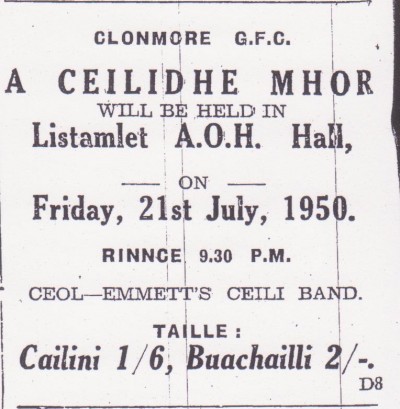 CLONMORE G.F.C.
A CEILIDHE MHOR
WILL BE HELD IN
Listamlet A.O.H. Hall,
— ON —
Friday, 21st July, 1950.
RINNCE 9.30 P.M.
CEOL—EMMETT'S CEILI BAND.
TAILLE :
Cailini 1/6, Buachailli 2/-.
D8